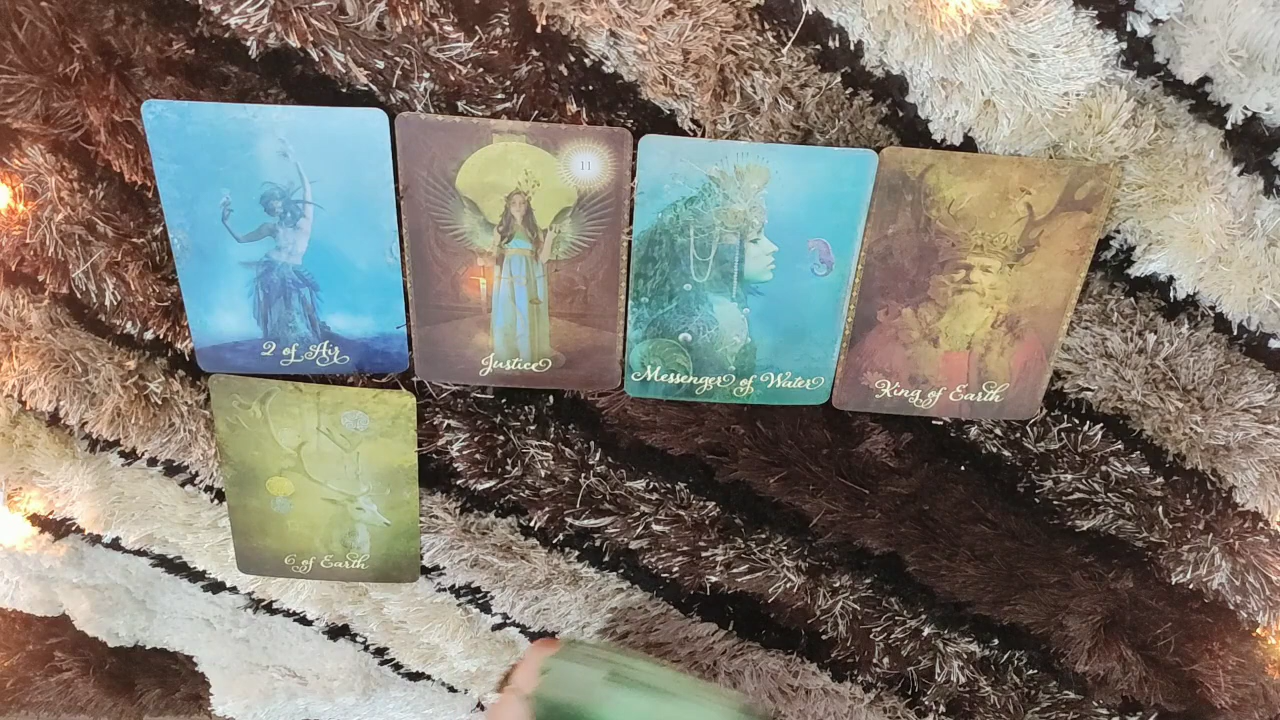 2 of Air
11
Justice
Messenger of Water
King of Earth
6 of Earth